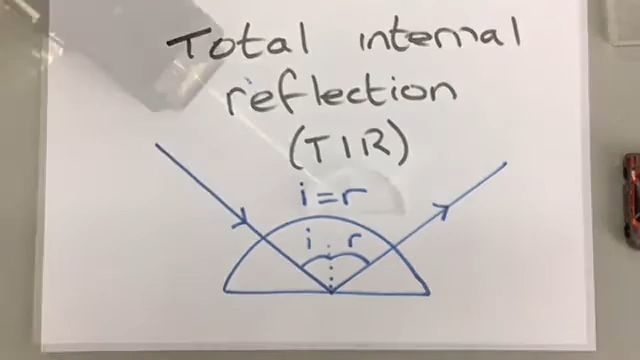 Total internal
reflection
(TIR)
i = r
i r